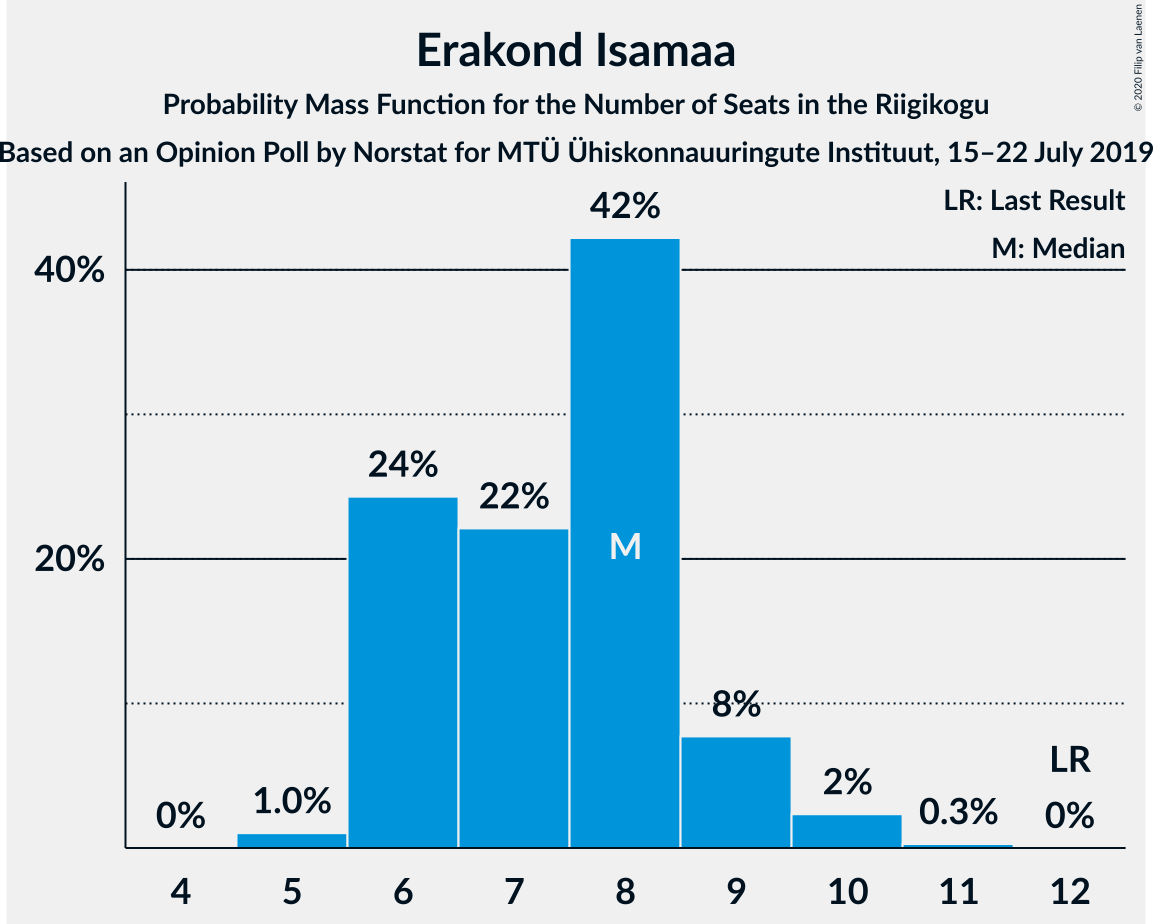 Erakond Isamaa
Probability Mass Function for the Number of Seats in the Riigikogu
Based on an Opinion Poll by Norstat for MTÜ Ühiskonnauuringute Instituut, 15–22 July 2019
© 2020 Filip van Laenen
LR: Last Result
M: Median
40%
20%
0%
1.0%
24%
22%
42%
M
8%
2%
0.3%
LR
0%
4 5 6 7 8 9 10 11 12